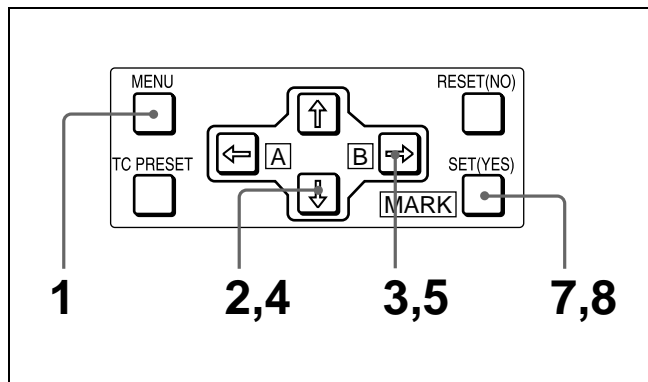 MENU RESET(NO)
A B
TC PRESET SET(YES)
MARK
1 2,4 3,5 7,8